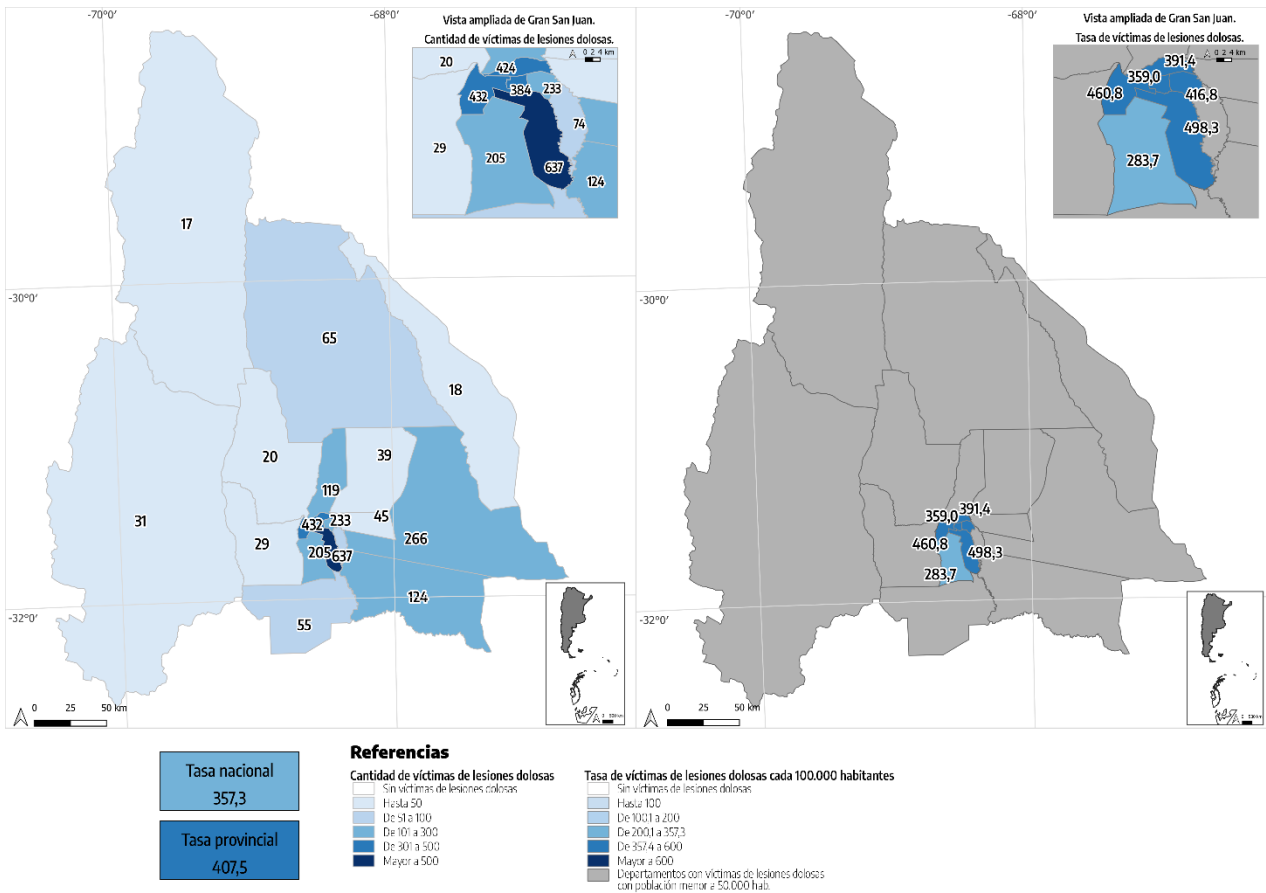 -70°0'
-68°0'
Vista ampliada de Gran San Juan.
Cantidad de víctimas de lesiones dolosas.
0 2 4 km
20
424
432
384
233
74
29
205
637
124
17
-30°0'
65
18
20
39
119
31
432
233
45
29
205
637
266
124
-32°0'
55
0 25 50 km
-70°0'
-68°0'
Vista ampliada de Gran San Juan.
Tasa de víctimas de lesiones dolosas.
0 2 4 km
391,4
359,0
460,8
416,8
498,3
283,7
-30°0'
359,0
391,4
460,8
498,3
283,7
-32°0'
0 25 50 km
Tasa nacional
357,3
Tasa provincial
407,5
Referencias
Cantidad de víctimas de lesiones dolosas
Sin víctimas de lesiones dolosas
Hasta 50
De 51 a 100
De 101 a 300
De 301 a 500
Mayor a 500
Tasa de víctimas de lesiones dolosas cada 100.000 habitantes
Sin víctimas de lesiones dolosas
Hasta 100
De 100,1 a 200
De 200,1 a 357,3
De 357,4 a 600
Mayor a 600
Departamentos con víctimas de lesiones dolosas
con población menor a 50.000 hab.